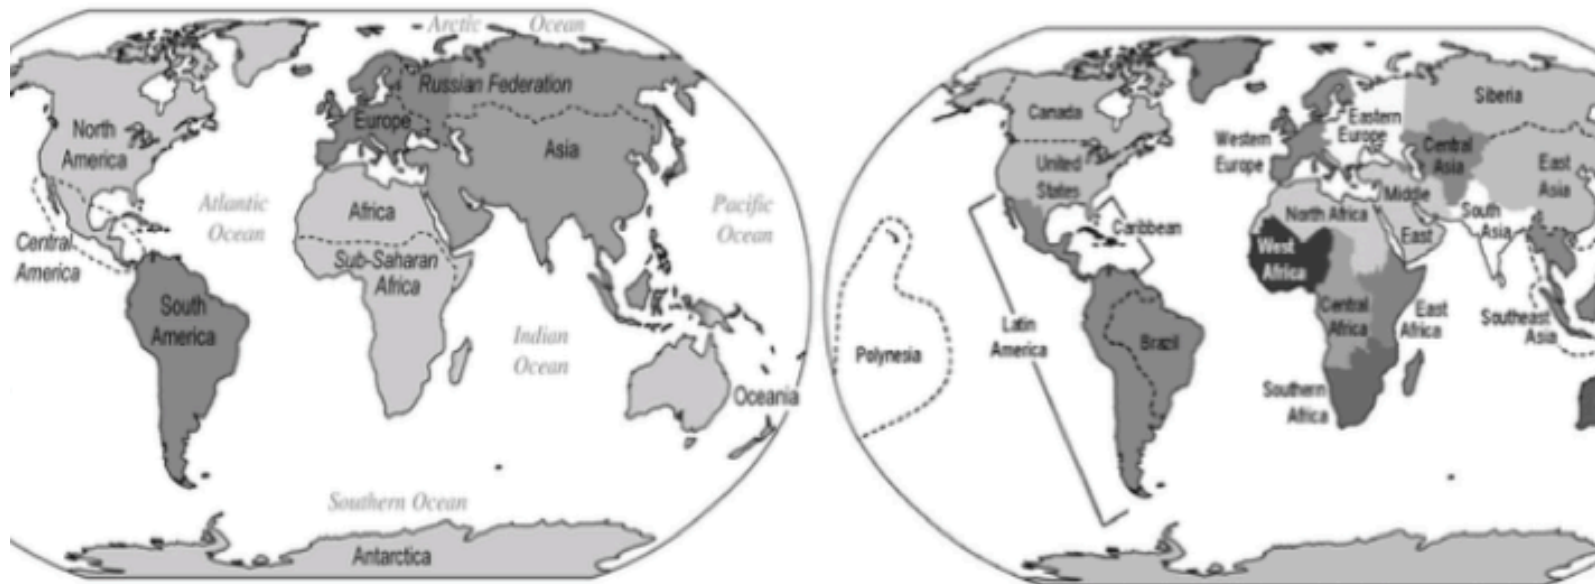 Arctic Ocean
Russian Federation
Europe
North
America
Asia
Atlantic
Ocean
Africa
Pacific
Ocean
Central
America
Sub-Saharan
Africa
South
America
Indian
Ocean
Oceania
Southern Ocean
Antarctica
Canada
Siberia
Eastern
Europe
Western
Europe
Central
Asia
United
States
East
Asia
Middle
East
North Africa
South
Asia
Caribbean
West
Africa
Central
Africa
East
Africa
Southeast
Asia
Latin
America
Polynesia
Brazil
Southern
Africa